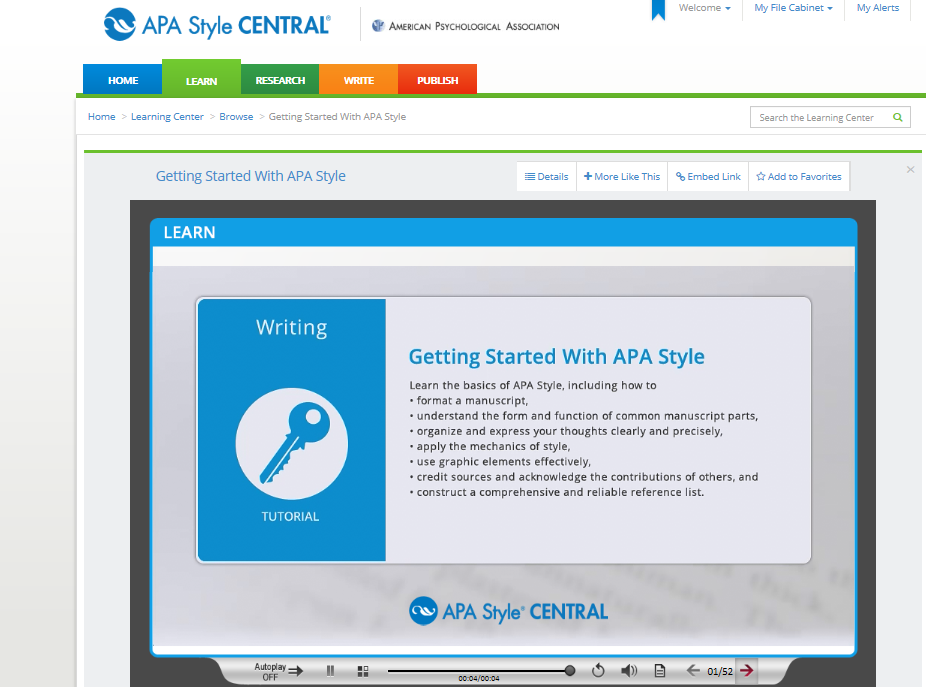 APA Style CENTRAL®
AMERICAN PSYCHOLOGICAL ASSOCIATION
Welcome
My File Cabinet
My Alerts
HOME
LEARN
RESEARCH
WRITE
PUBLISH
Home > Learning Center > Browse > Getting Started With APA Style
Search the Learning Center
Getting Started With APA Style
Details
More Like This
Embed Link
Add to Favorites
LEARN
Writing
TUTORIAL
Getting Started With APA Style
Learn the basics of APA Style, including how to
• format a manuscript,
• understand the form and function of common manuscript parts,
• organize and express your thoughts clearly and precisely,
• apply the mechanics of style,
• use graphic elements effectively,
• credit sources and acknowledge the contributions of others, and
• construct a comprehensive and reliable reference list.
APA Style® CENTRAL
Autoplay
OFF
00:04/00:04
01/52